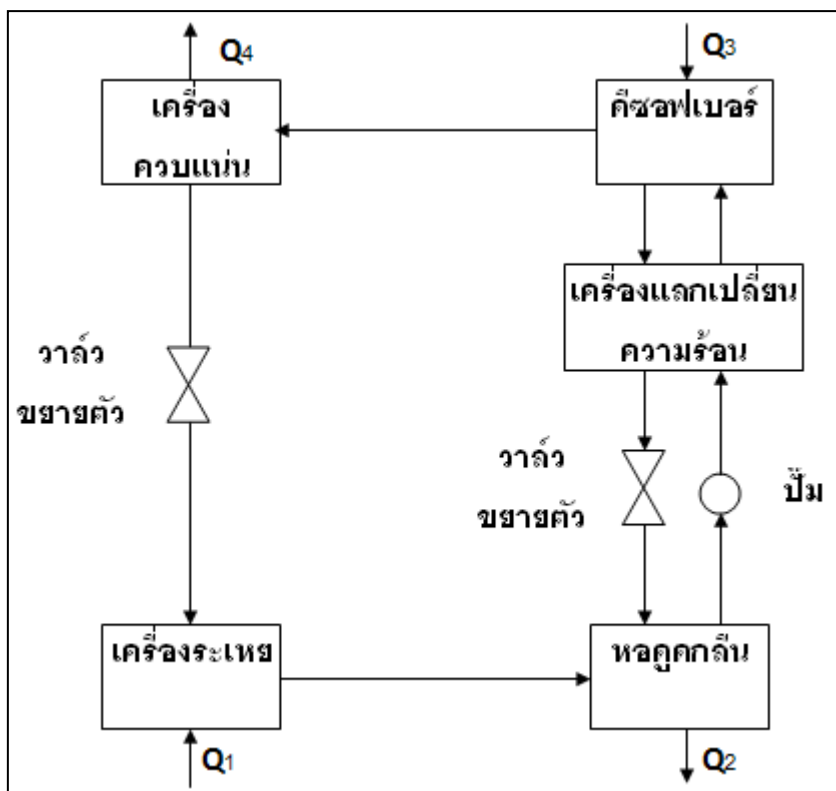 Q4
Q3
เครื่อง
ควบแน่น
ดีซอฟเบอร์
เครื่องแลกเปลี่ยน
ความร้อน
วาล์ว
ขยายตัว
วาล์ว
ขยายตัว
ปั๊ม
เครื่องระเหย
หอดูดกลืน
Q1
Q2